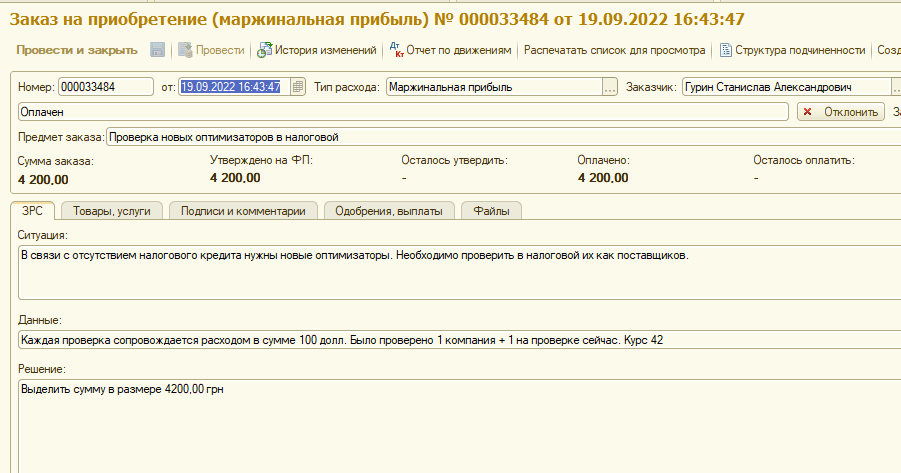 Заказ на приобретение (маржинальная прибыль) № 000033484 от 19.09.2022 16:43:47
Провести и закрыть Провести История изменений Дт Кт Отчет по движениям Распечатать список для просмотра Структура подчиненности
Номер: 000033484 от: 19.09.2022 16:43:47 Тип расхода: Маржинальная прибыль ... Заказчик: Гурин Станислав Александрович
Оплачен Отклонить
Предмет заказа: Проверка новых оптимизаторов в налоговой
Сумма заказа: Утверждено на ФП: Осталось утвердить: Оплачено: Осталось оплатить:
4 200,00 4 200,00 - 4 200,00 -
ЗРС Товары, услуги Подписи и комментарии Одобрения, выплаты Файлы
Ситуация:
В связи с отсутствием налогового кредита нужны новые оптимизаторы. Необходимо проверить в налоговой их как поставщиков.
Данные:
Каждая проверка сопровождается расходом в сумме 100 долл. Было проверено 1 компания + 1 на проверке сейчас. Курс 42
Решение:
Выделить сумму в размере 4200,00 грн